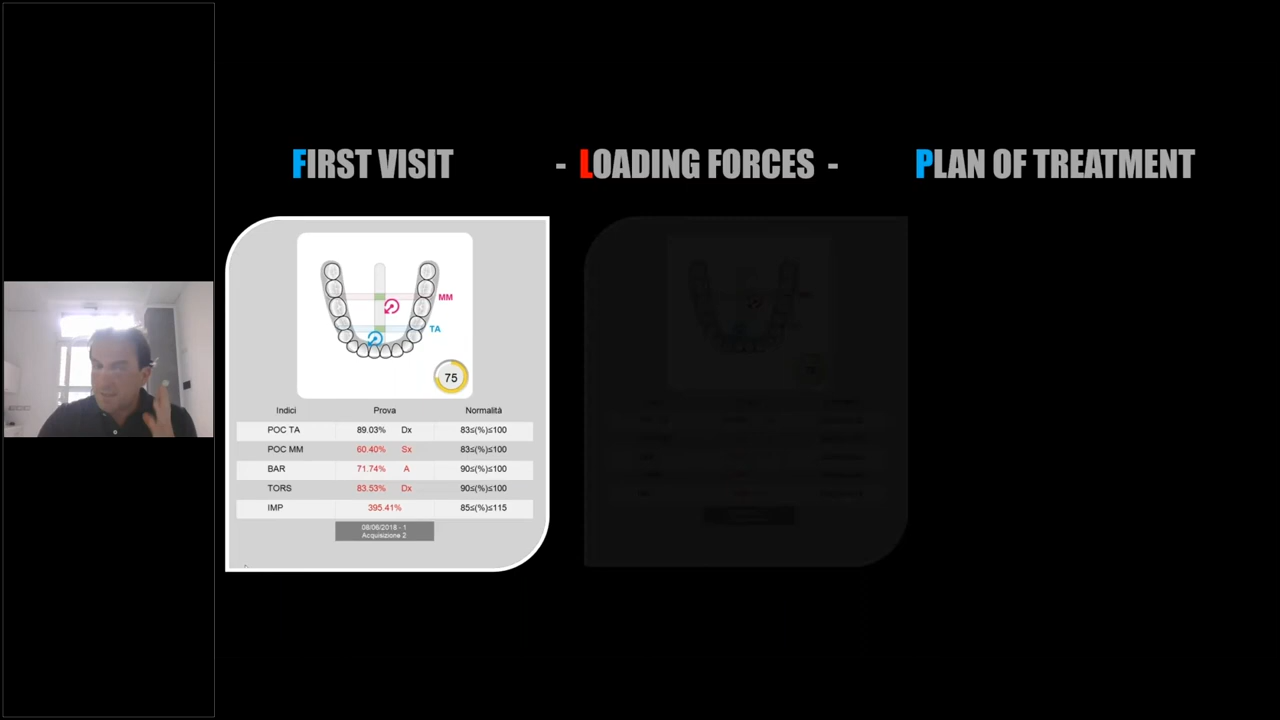 FIRST VISIT - LOADING FORCES - PLAN OF TREATMENT
MM
TA
75
Indici Prova Normalità
POC TA 89.03% Dx 83≤(%)≤100
POC MM 60.40% Sx 83≤(%)≤100
BAR 71.74% A 90≤(%)≤100
TORS 83.53% Dx 90≤(%)≤100
IMP 395.41% 85≤(%)≤115
08/06/2018 - 1
Acquisizione 2